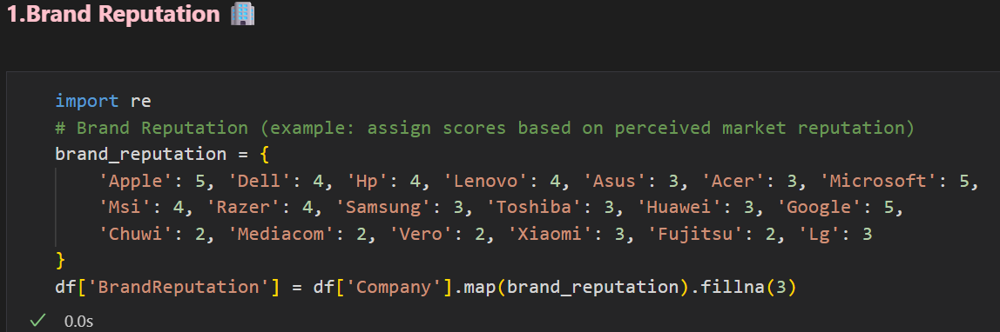 1.Brand Reputation 🏢
import re
# Brand Reputation (example: assign scores based on perceived market reputation)
brand_reputation = {
    'Apple': 5, 'Dell': 4, 'Hp': 4, 'Lenovo': 4, 'Asus': 3, 'Acer': 3, 'Microsoft': 5,
    'Msi': 4, 'Razer': 4, 'Samsung': 3, 'Toshiba': 3, 'Huawei': 3, 'Google': 5,
    'Chuwi': 2, 'Mediacom': 2, 'Vero': 2, 'Xiaomi': 3, 'Fujitsu': 2, 'Lg': 3
}
df['BrandReputation'] = df['Company'].map(brand_reputation).fillna(3)
✓ 0.0s